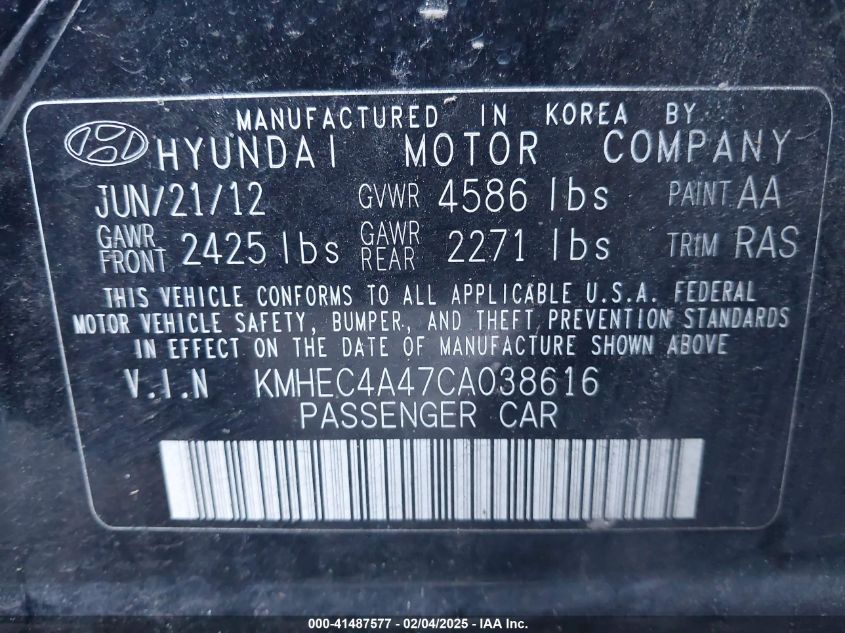 MANUFACTURED IN KOREA BY
HYUNDAI MOTOR COMPANY
JUN/21/12 GVWR 4586 lbs PAINT AA
GAWR FRONT 2425 lbs GAWR REAR 2271 lbs TRIM RAS
THIS VEHICLE CONFORMS TO ALL APPLICABLE U.S.A. FEDERAL
MOTOR VEHICLE SAFETY, BUMPER, AND THEFT PREVENTION STANDARDS
IN EFFECT ON THE DATE OF MANUFACTURE SHOWN ABOVE
V.I.N KMHEC4A47CA038616
PASSENGER CAR
000-41487577 - 02/04/2025 - IAA Inc.